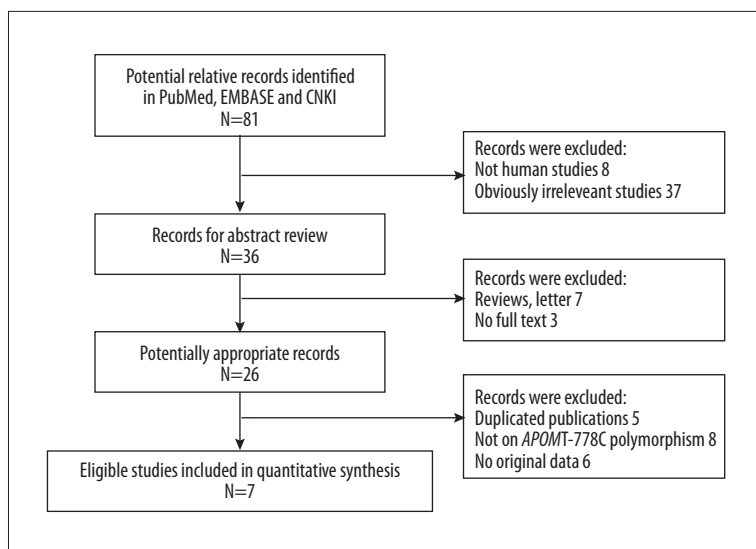 Potential relative records identified
in PubMed, EMBASE and CNKI
N=81
Records were excluded:
Not human studies 8
Obviously irreleveant studies 37
Records for abstract review
N=36
Records were excluded:
Reviews, letter 7
No full text 3
Potentially appropriate records
N=26
Records were excluded:
Duplicated publications 5
Not on APOMT-778C polymorphism 8
No original data 6
Eligible studies included in quantitative synthesis
N=7